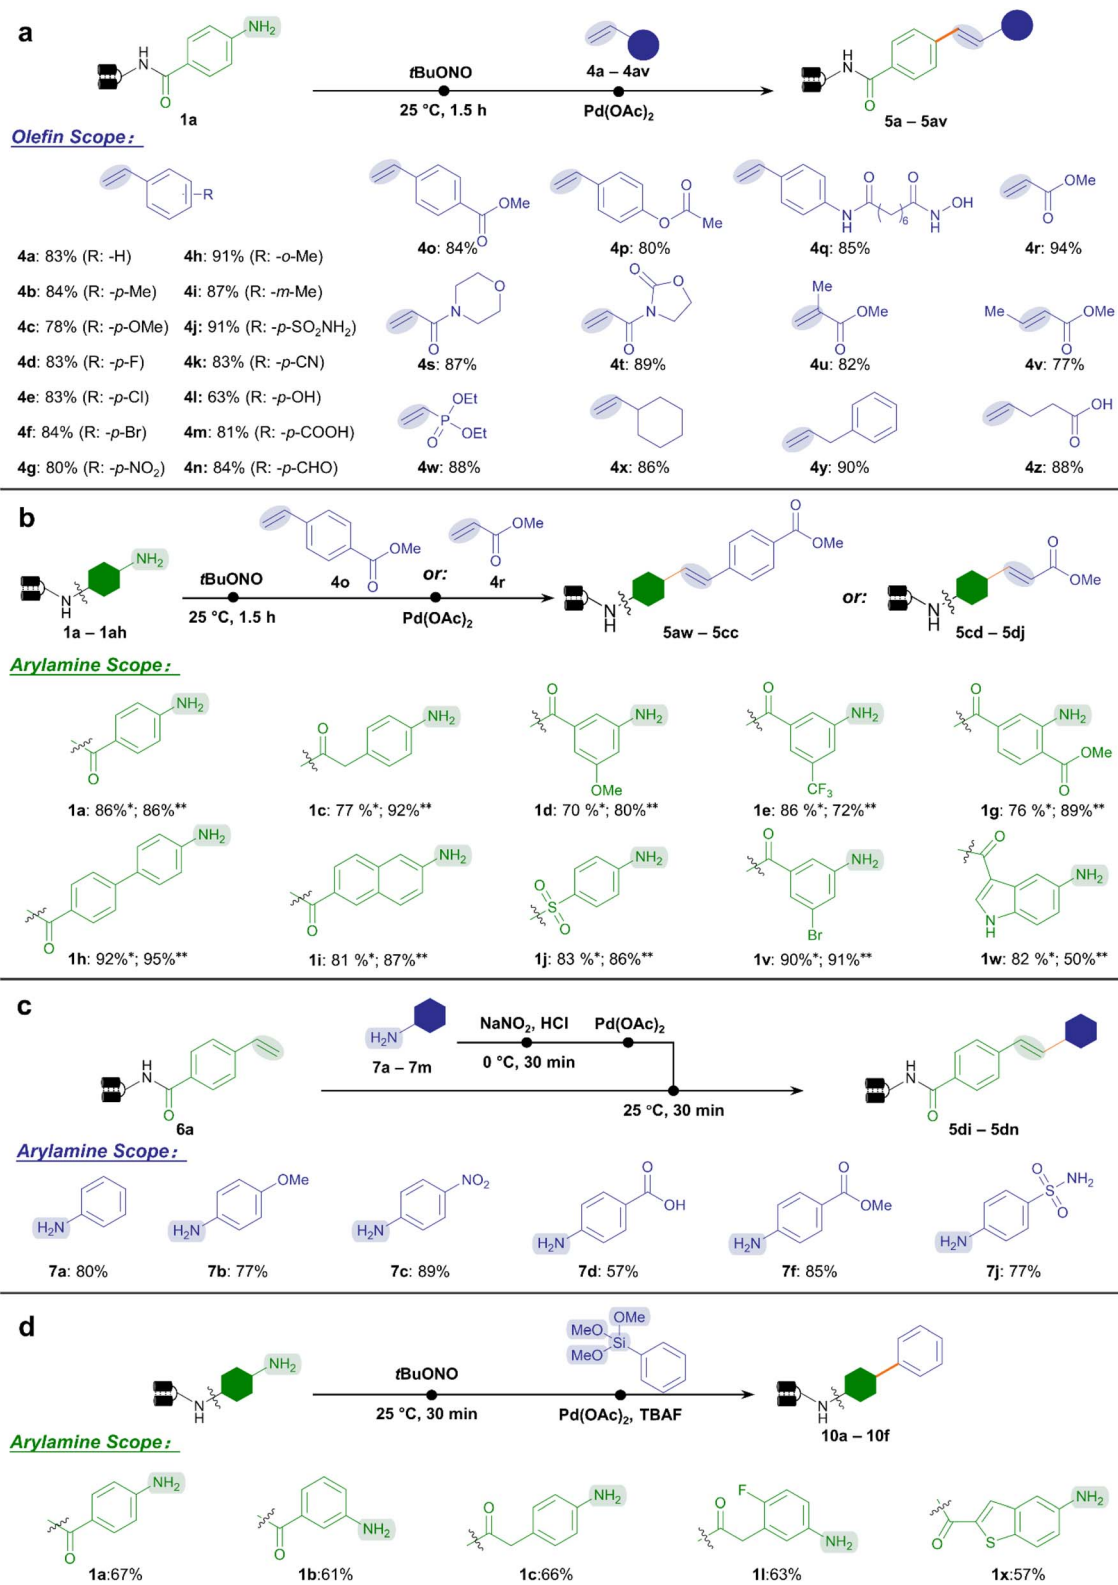 a
NH2
H
N
O
1a
tBuONO
25 °C, 1.5 h
4a – 4av
Pd(OAc)2
H
N
O
5a – 5av
Olefin Scope:
R
4a: 83% (R: -H)
4h: 91% (R: -o-Me)
4b: 84% (R: -p-Me)
4i: 87% (R: -m-Me)
4c: 78% (R: -p-OMe)
4j: 91% (R: -p-SO2NH2)
4d: 83% (R: -p-F)
4k: 83% (R: -p-CN)
4e: 83% (R: -p-Cl)
4l: 63% (R: -p-OH)
4f: 84% (R: -p-Br)
4m: 81% (R: -p-COOH)
4g: 80% (R: -p-NO2)
4n: 84% (R: -p-CHO)
OMe
O
4o: 84%
O
O
Me
4p: 80%
O
O
N
H
6
N
H
OH
4q: 85%
OMe
O
4r: 94%
O
N
O
4s: 87%
O
O
N
O
4t: 89%
Me
OMe
O
4u: 82%
Me
OMe
O
4v: 77%
OEt
P
O
OEt
4w: 88%
4x: 86%
4y: 90%
OH
O
4z: 88%
b
NH2
N
H
1a – 1ah
tBuONO
25 °C, 1.5 h
OMe
O
4o
or:
OMe
O
4r
Pd(OAc)2
O
OMe
N
H
5aw – 5cc
or:
O
OMe
N
H
5cd – 5dj
Arylamine Scope:
NH2
O
1a: 86%*; 86%**
O
NH2
1c: 77 %*; 92%**
O
NH2
OMe
1d: 70 %*; 80%**
O
NH2
CF3
1e: 86 %*; 72%**
O
NH2
OMe
O
1g: 76 %*; 89%**
NH2
O
1h: 92%*; 95%**
NH2
O
1i: 81 %*; 87%**
NH2
O
S
O
1j: 83 %*; 86%**
O
NH2
Br
1v: 90%*; 91%**
O
NH2
N
H
1w: 82 %*; 50%**
c
H
N
O
6a
H2N
7a – 7m
NaNO2, HCl
0 °C, 30 min
Pd(OAc)2
25 °C, 30 min
H
N
O
5di – 5dn
Arylamine Scope:
H2N
7a: 80%
OMe
H2N
7b: 77%
NO2
H2N
7c: 89%
O
OH
H2N
7d: 57%
O
O
Me
H2N
7f: 85%
O
NH2
S
O
H2N
7j: 77%
d
NH2
N
H
tBuONO
25 °C, 30 min
OMe
MeO
Si
MeO
Pd(OAc)2, TBAF
N
H
10a – 10f
Arylamine Scope:
NH2
O
1a:67%
O
NH2
1b:61%
O
NH2
1c:66%
F
O
NH2
1l:63%
O
S
NH2
1x:57%